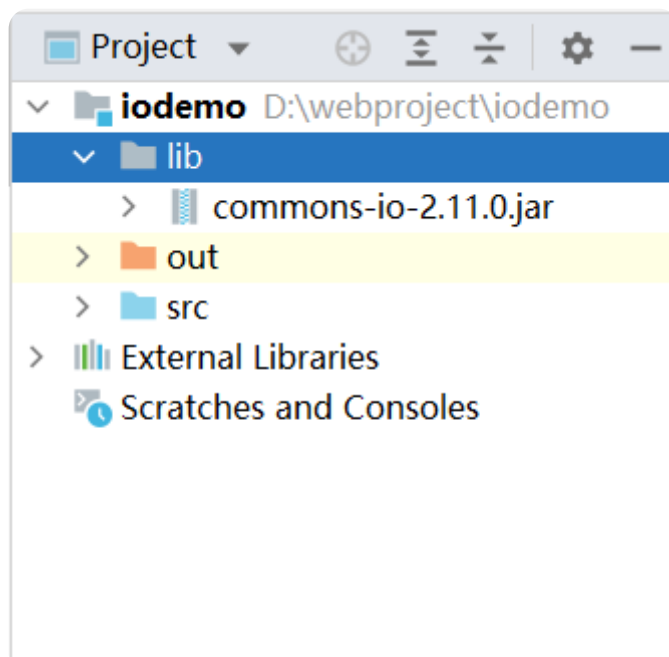 Project
iodemo D:\webproject\iodemo
lib
commons-io-2.11.0.jar
out
src
External Libraries
Scratches and Consoles